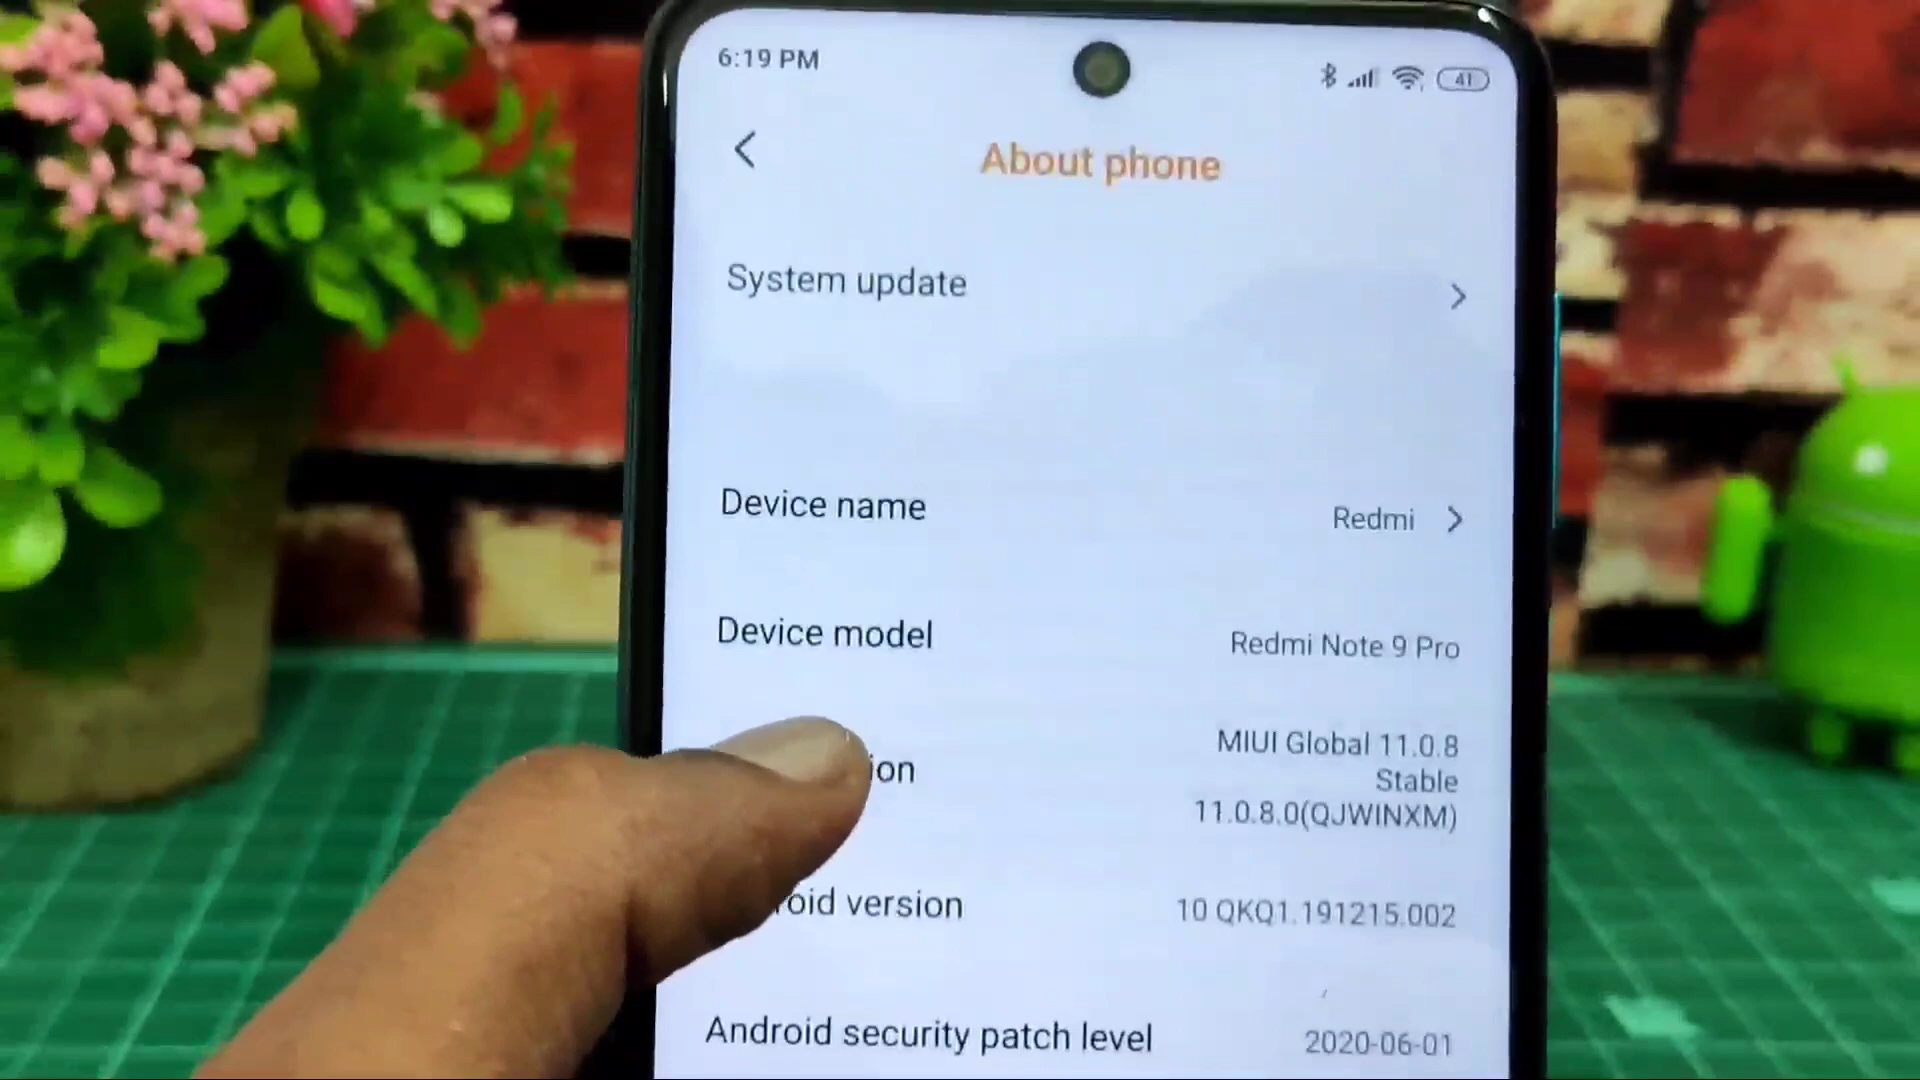 6:19 PM
41
About phone
System update
Device name
Redmi
Device model
Redmi Note 9 Pro
ion
MIUI Global 11.0.8
Stable
11.0.8.0(QJWINXM)
oid version
10 QKQ1.191215.002
Android security patch level
2020-06-01